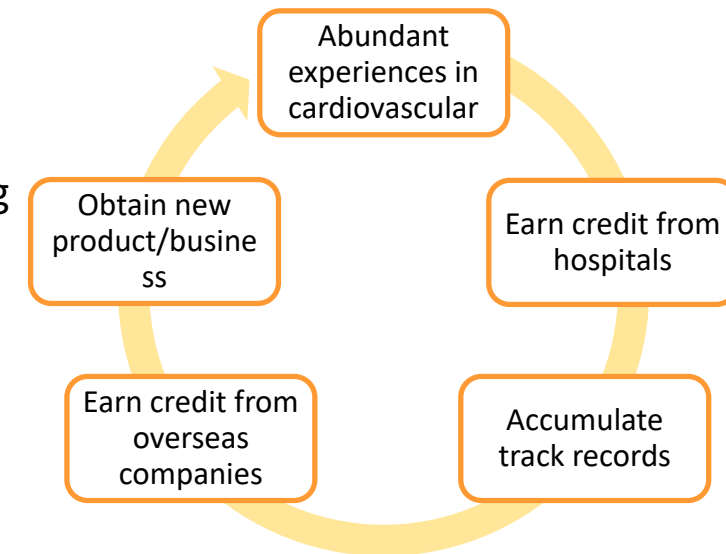 Abundant
experiences in
cardiovascular
Earn credit from
hospitals
Accumulate
track records
Earn credit from
overseas
companies
Obtain new
product/busine
ss
g